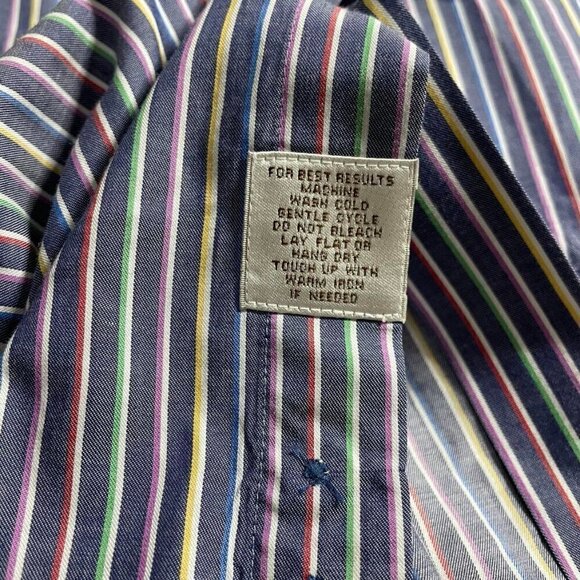 FOR BEST RESULTS
MACHINE
WASH COLD
GENTLE CYCLE
DO NOT BLEACH
LAY FLAT OR
HANG DRY
TOUCH UP WITH
WARM IRON
IF NEEDED